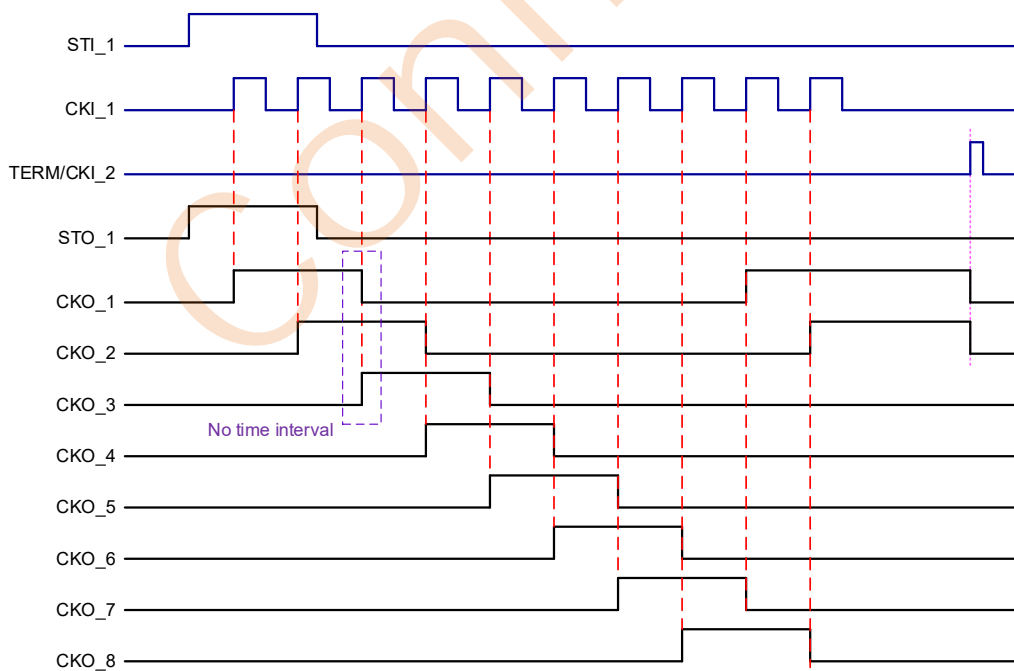 STI_1
CKI_1
TERM/CKI_2
STO_1
CKO_1
CKO_2
CKO_3
No time interval
CKO_4
CKO_5
CKO_6
CKO_7
CKO_8